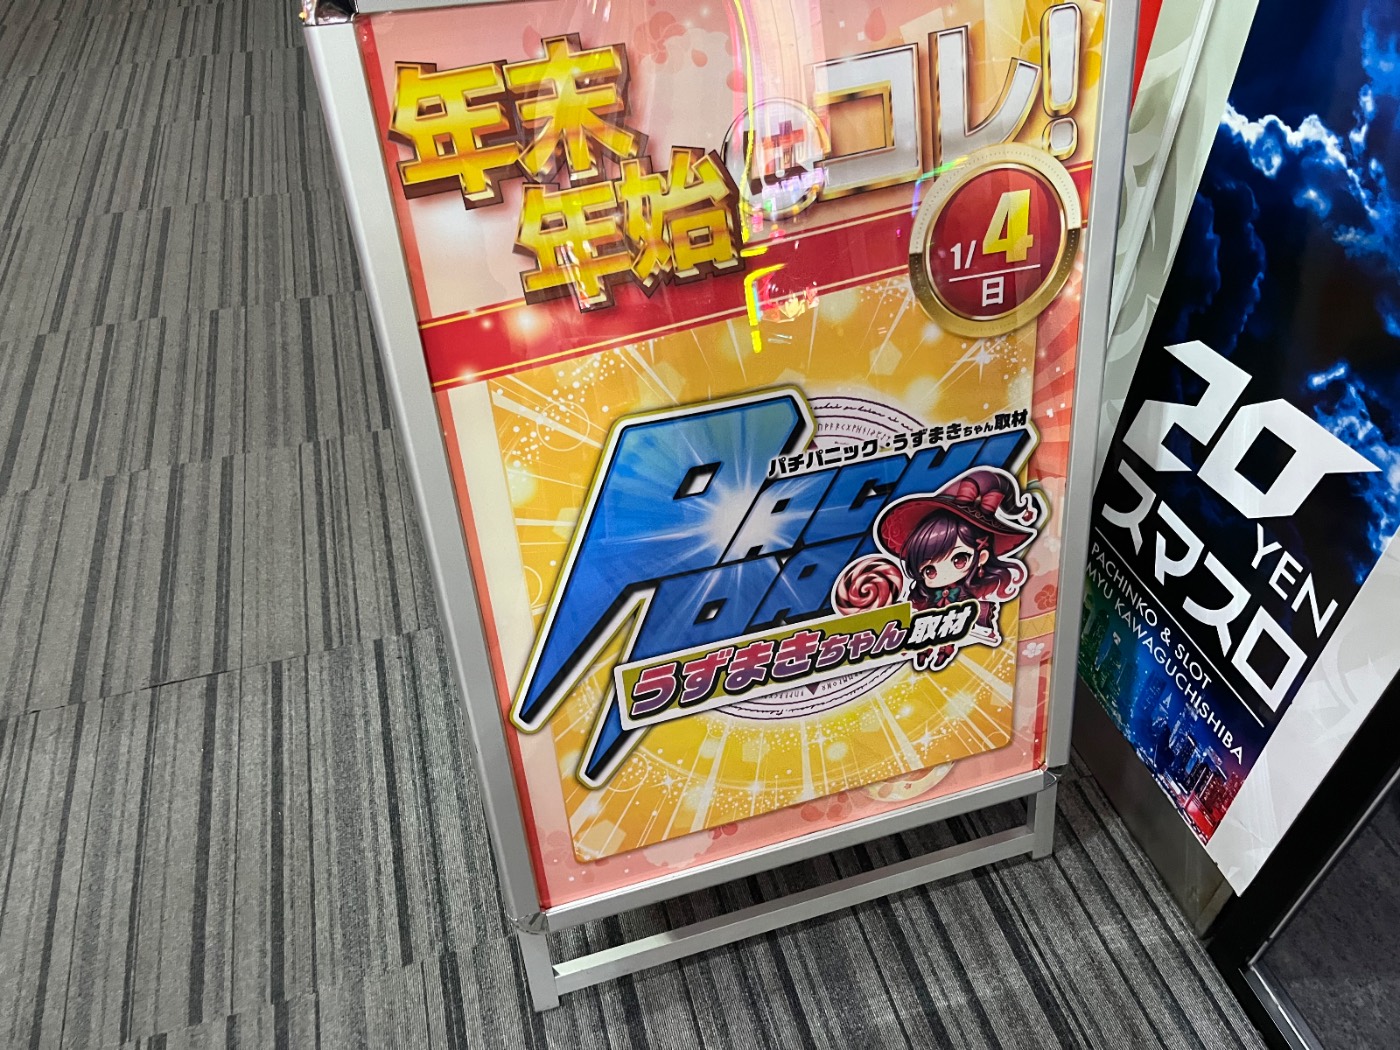 年末
年始はコレ!
1/4
日
パチパニック・うずまきちゃん取材
PACHI
うずまきちゃん取材
20
YEN
スマスロ
PACHINKO & SLOT
MYU KAWAGUCHISHIBA